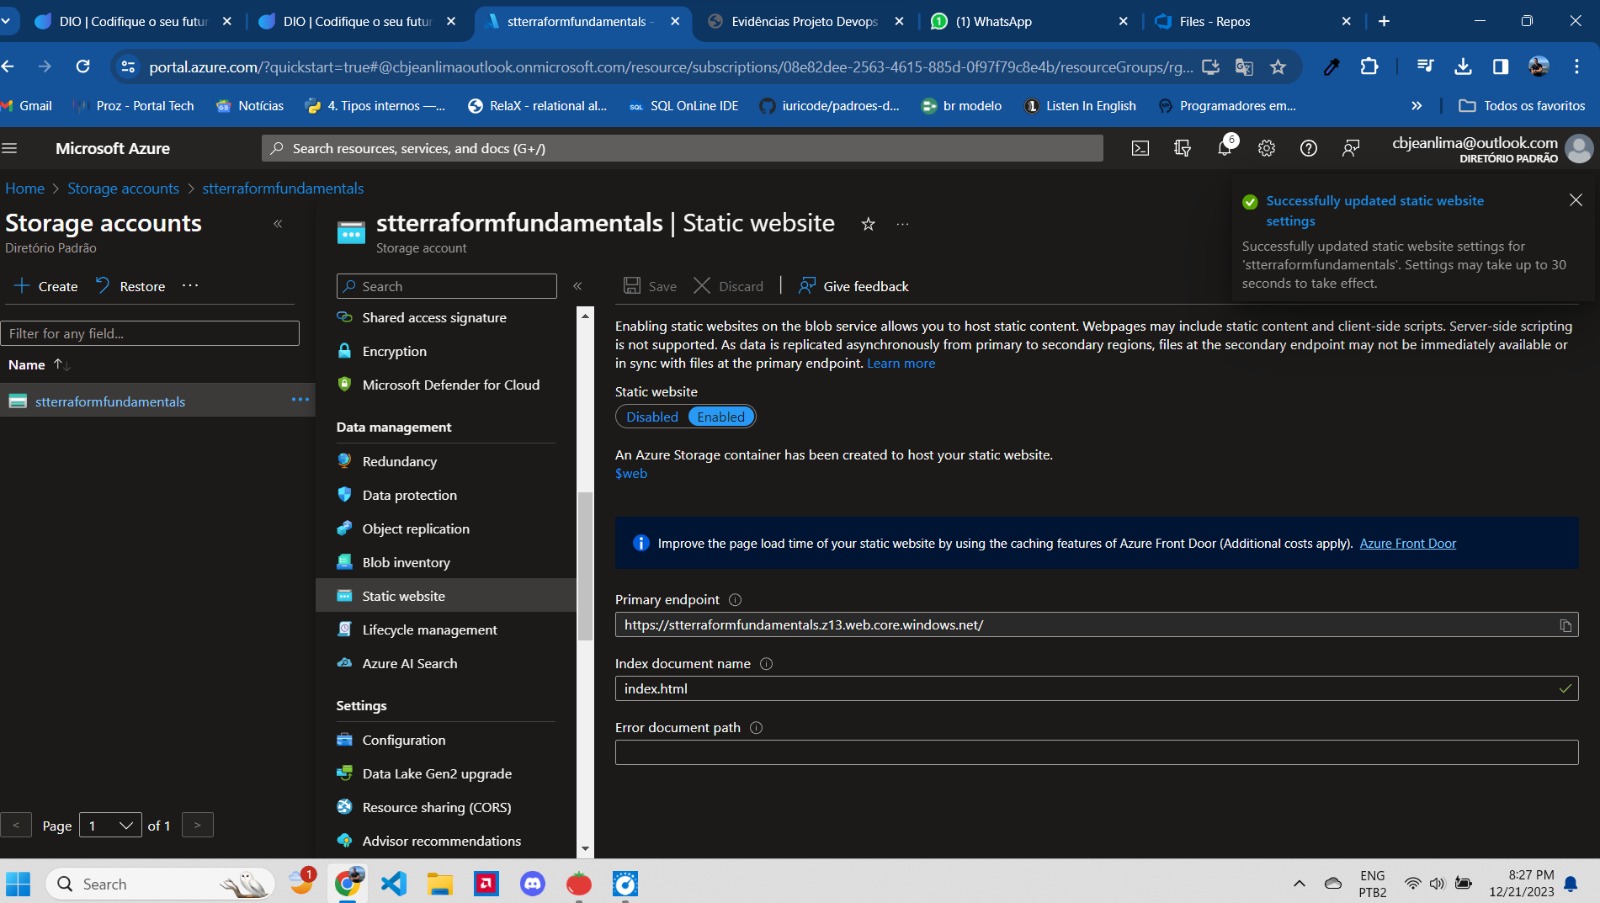 DIO | Codifique o seu futur
DIO | Codifique o seu futur
stterraformfundamentals -
Evidências Projeto Devops
(1) WhatsApp
Files - Repos
portal.azure.com/?quickstart=true#@cbjeanlimaoutlook.onmicrosoft.com/resource/subscriptions/08e82dee-2563-4615-885d-0f97f79c8e4b/resourceGroups/rg...
Gmail
Proz - Portal Tech
Notícias
4. Tipos internos —...
RelaX - relational al...
SQL OnLine IDE
iuricode/padroes-d...
br modelo
Listen In English
Programadores em...
»
Todos os favoritos
Microsoft Azure
Search resources, services, and docs (G+/)
6
cbjeanlima@outlook.com
DIRETÓRIO PADRÃO
Home > Storage accounts > stterraformfundamentals
Storage accounts
Diretório Padrão
Create
Restore
...
Filter for any field...
Name
stterraformfundamentals
...
< Page 1 of 1 >
stterraformfundamentals | Static website
...
Storage account
Search
Shared access signature
Encryption
Microsoft Defender for Cloud
Data management
Redundancy
Data protection
Object replication
Blob inventory
Static website
Lifecycle management
Azure AI Search
Settings
Configuration
Data Lake Gen2 upgrade
Resource sharing (CORS)
Advisor recommendations
Save
Discard
Give feedback
Enabling static websites on the blob service allows you to host static content. Webpages may include static content and client-side scripts. Server-side scripting
is not supported. As data is replicated asynchronously from primary to secondary regions, files at the secondary endpoint may not be immediately available or
in sync with files at the primary endpoint. Learn more
Static website
Disabled Enabled
An Azure Storage container has been created to host your static website.
$web
Improve the page load time of your static website by using the caching features of Azure Front Door (Additional costs apply). Azure Front Door
Primary endpoint
https://stterraformfundamentals.z13.web.core.windows.net/
Index document name
index.html
Error document path
Successfully updated static website
settings
Successfully updated static website settings for
'stterraformfundamentals'. Settings may take up to 30
seconds to take effect.
Search
1
ENG
PTB2
8:27 PM
12/21/2023